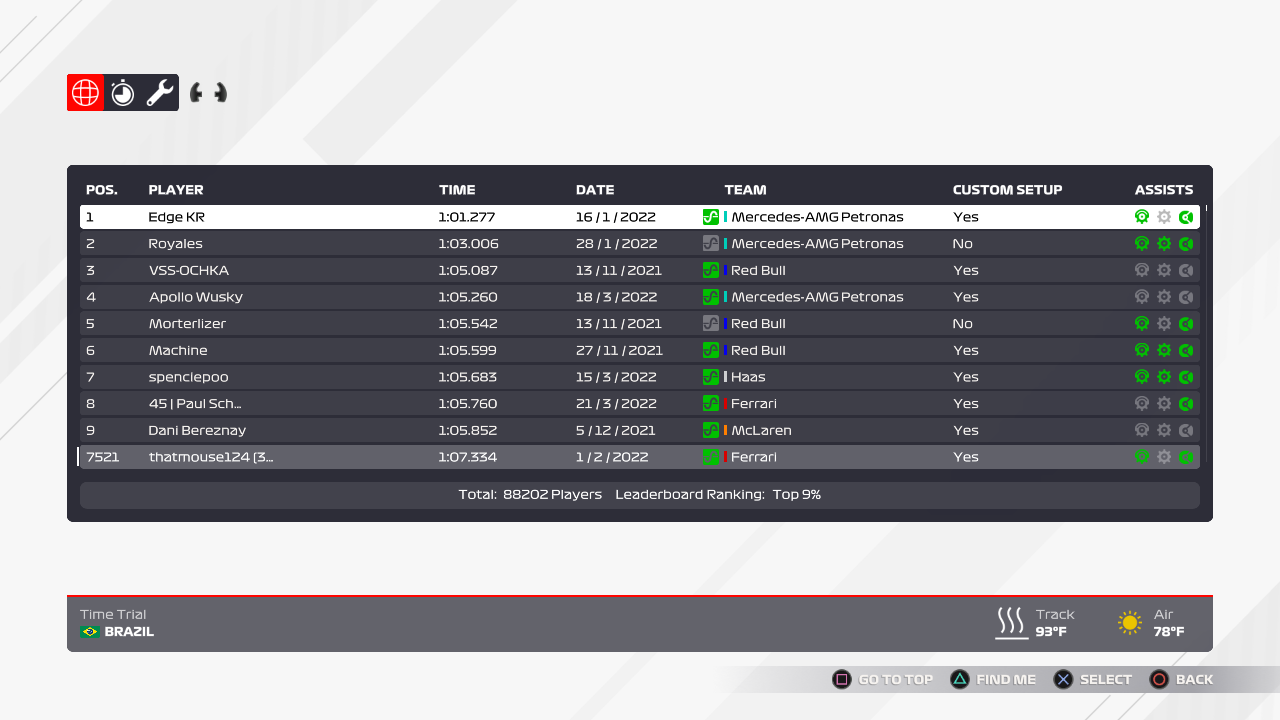 POS. PLAYER TIME DATE TEAM CUSTOM SETUP ASSISTS
1 Edge KR 1:01.277 16 / 1 / 2022 Mercedes-AMG Petronas Yes
2 Royales 1:03.006 28 / 1 / 2022 Mercedes-AMG Petronas No
3 VSS-OCHKA 1:05.087 13 / 11 / 2021 Red Bull Yes
4 Apollo Wusky 1:05.260 18 / 3 / 2022 Mercedes-AMG Petronas Yes
5 Morterlizer 1:05.542 13 / 11 / 2021 Red Bull No
6 Machine 1:05.599 27 / 11 / 2021 Red Bull Yes
7 spenclepoo 1:05.683 15 / 3 / 2022 Haas Yes
8 45 | Paul Sch... 1:05.760 21 / 3 / 2022 Ferrari Yes
9 Dani Bereznay 1:05.852 5 / 12 / 2021 McLaren Yes
7521 thatmouse124 [3... 1:07.334 1 / 2 / 2022 Ferrari Yes
Total: 88202 Players Leaderboard Ranking: Top 9%
Time Trial
BRAZIL
Track
93°F
Air
78°F
GO TO TOP FIND ME SELECT BACK